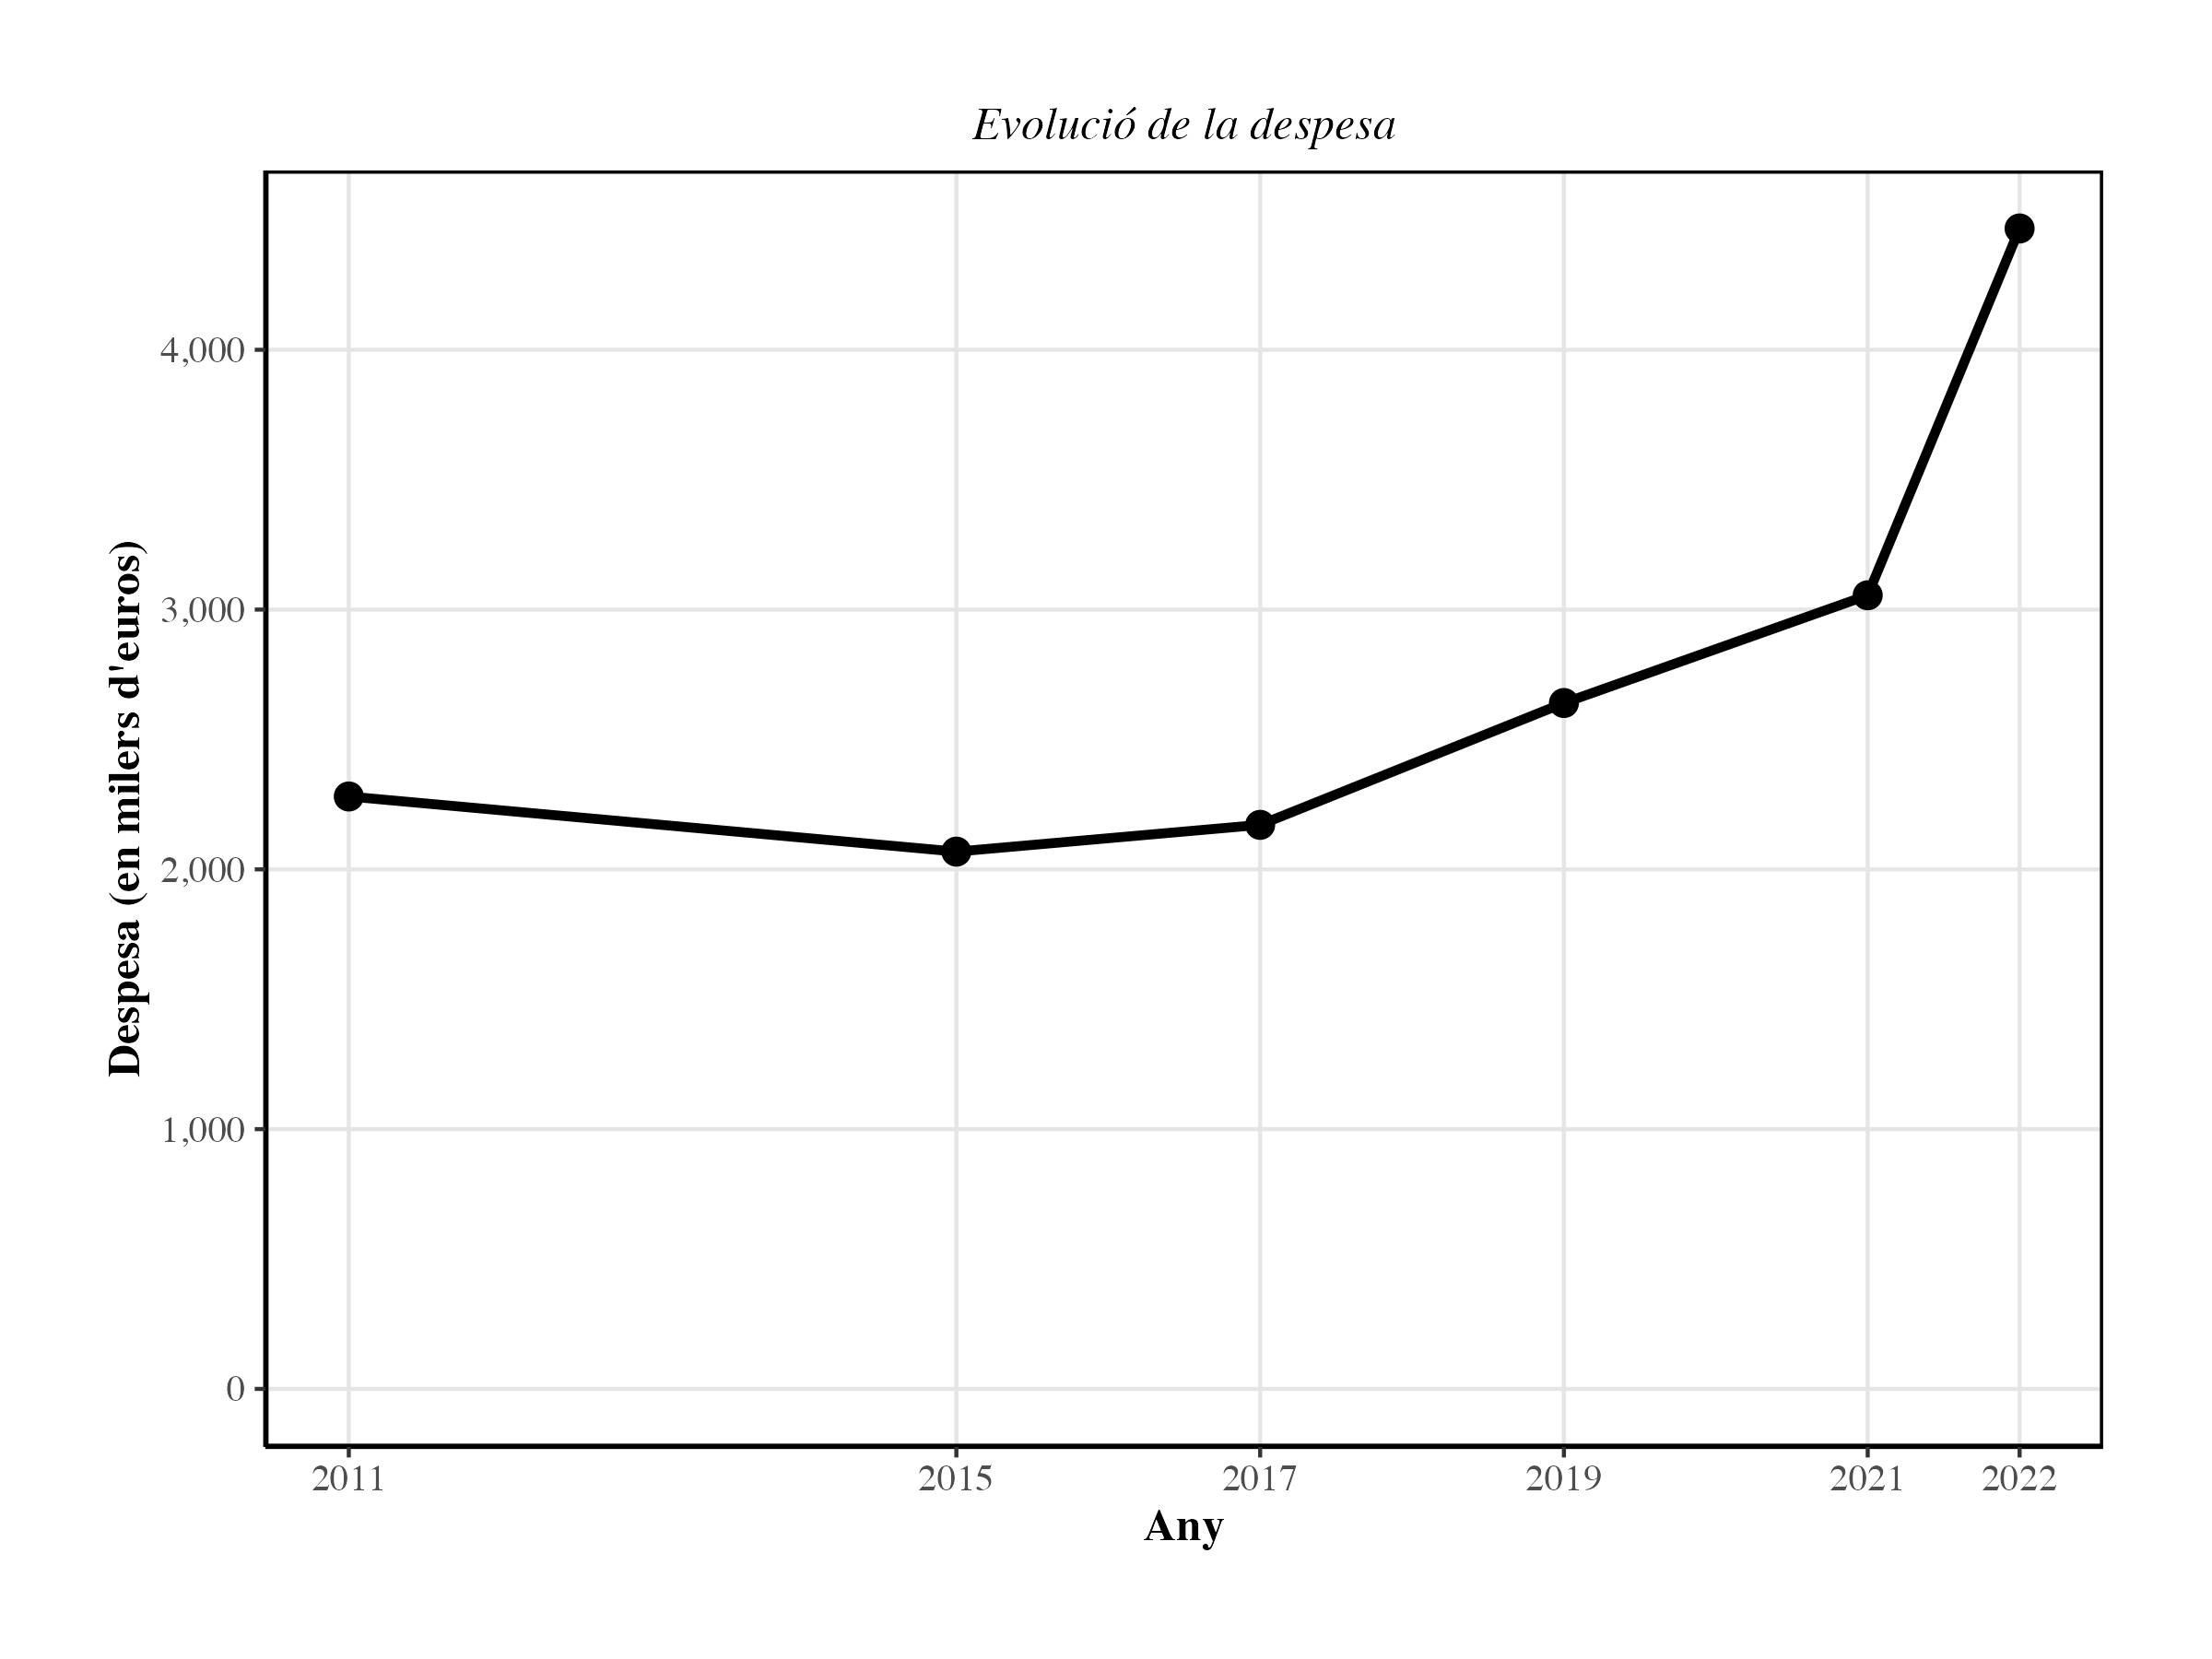 Evolució de la despesa
Despesa (en milers d'euros)
4,000
3,000
2,000
1,000
0
2011 2015 2017 2019 2021 2022
Any